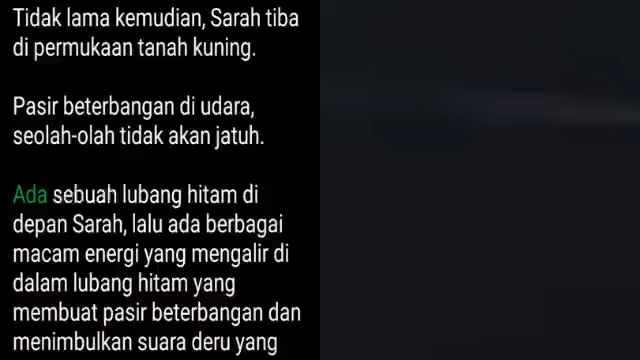 Tidak lama kemudian, Sarah tiba
di permukaan tanah kuning.
Pasir beterbangan di udara,
seolah-olah tidak akan jatuh.
Ada sebuah lubang hitam di
depan Sarah, lalu ada berbagai
macam energi yang mengalir di
dalam lubang hitam yang
membuat pasir beterbangan dan
menimbulkan suara deru yang